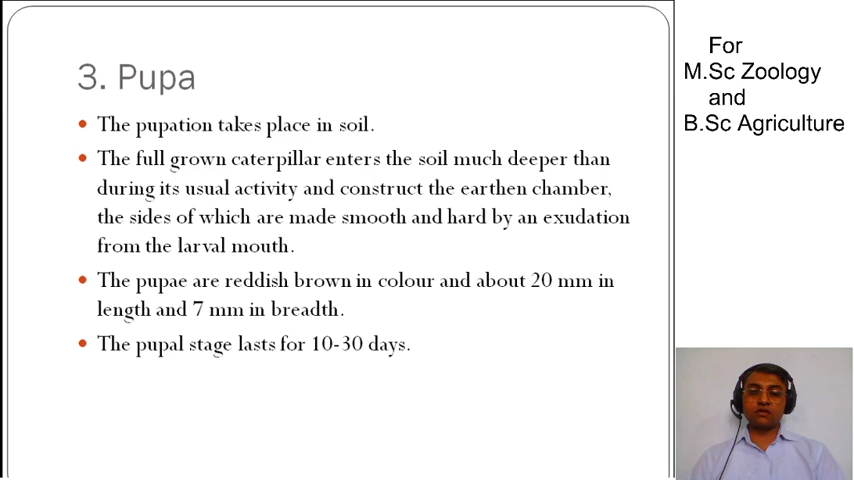 3. Pupa
The pupation takes place in soil.
The full grown caterpillar enters the soil much deeper than
during its usual activity and construct the earthen chamber,
the sides of which are made smooth and hard by an exudation
from the larval mouth.
The pupae are reddish brown in colour and about 20 mm in
length and 7 mm in breadth.
The pupal stage lasts for 10-30 days.
For
M.Sc Zoology
and
B.Sc Agriculture